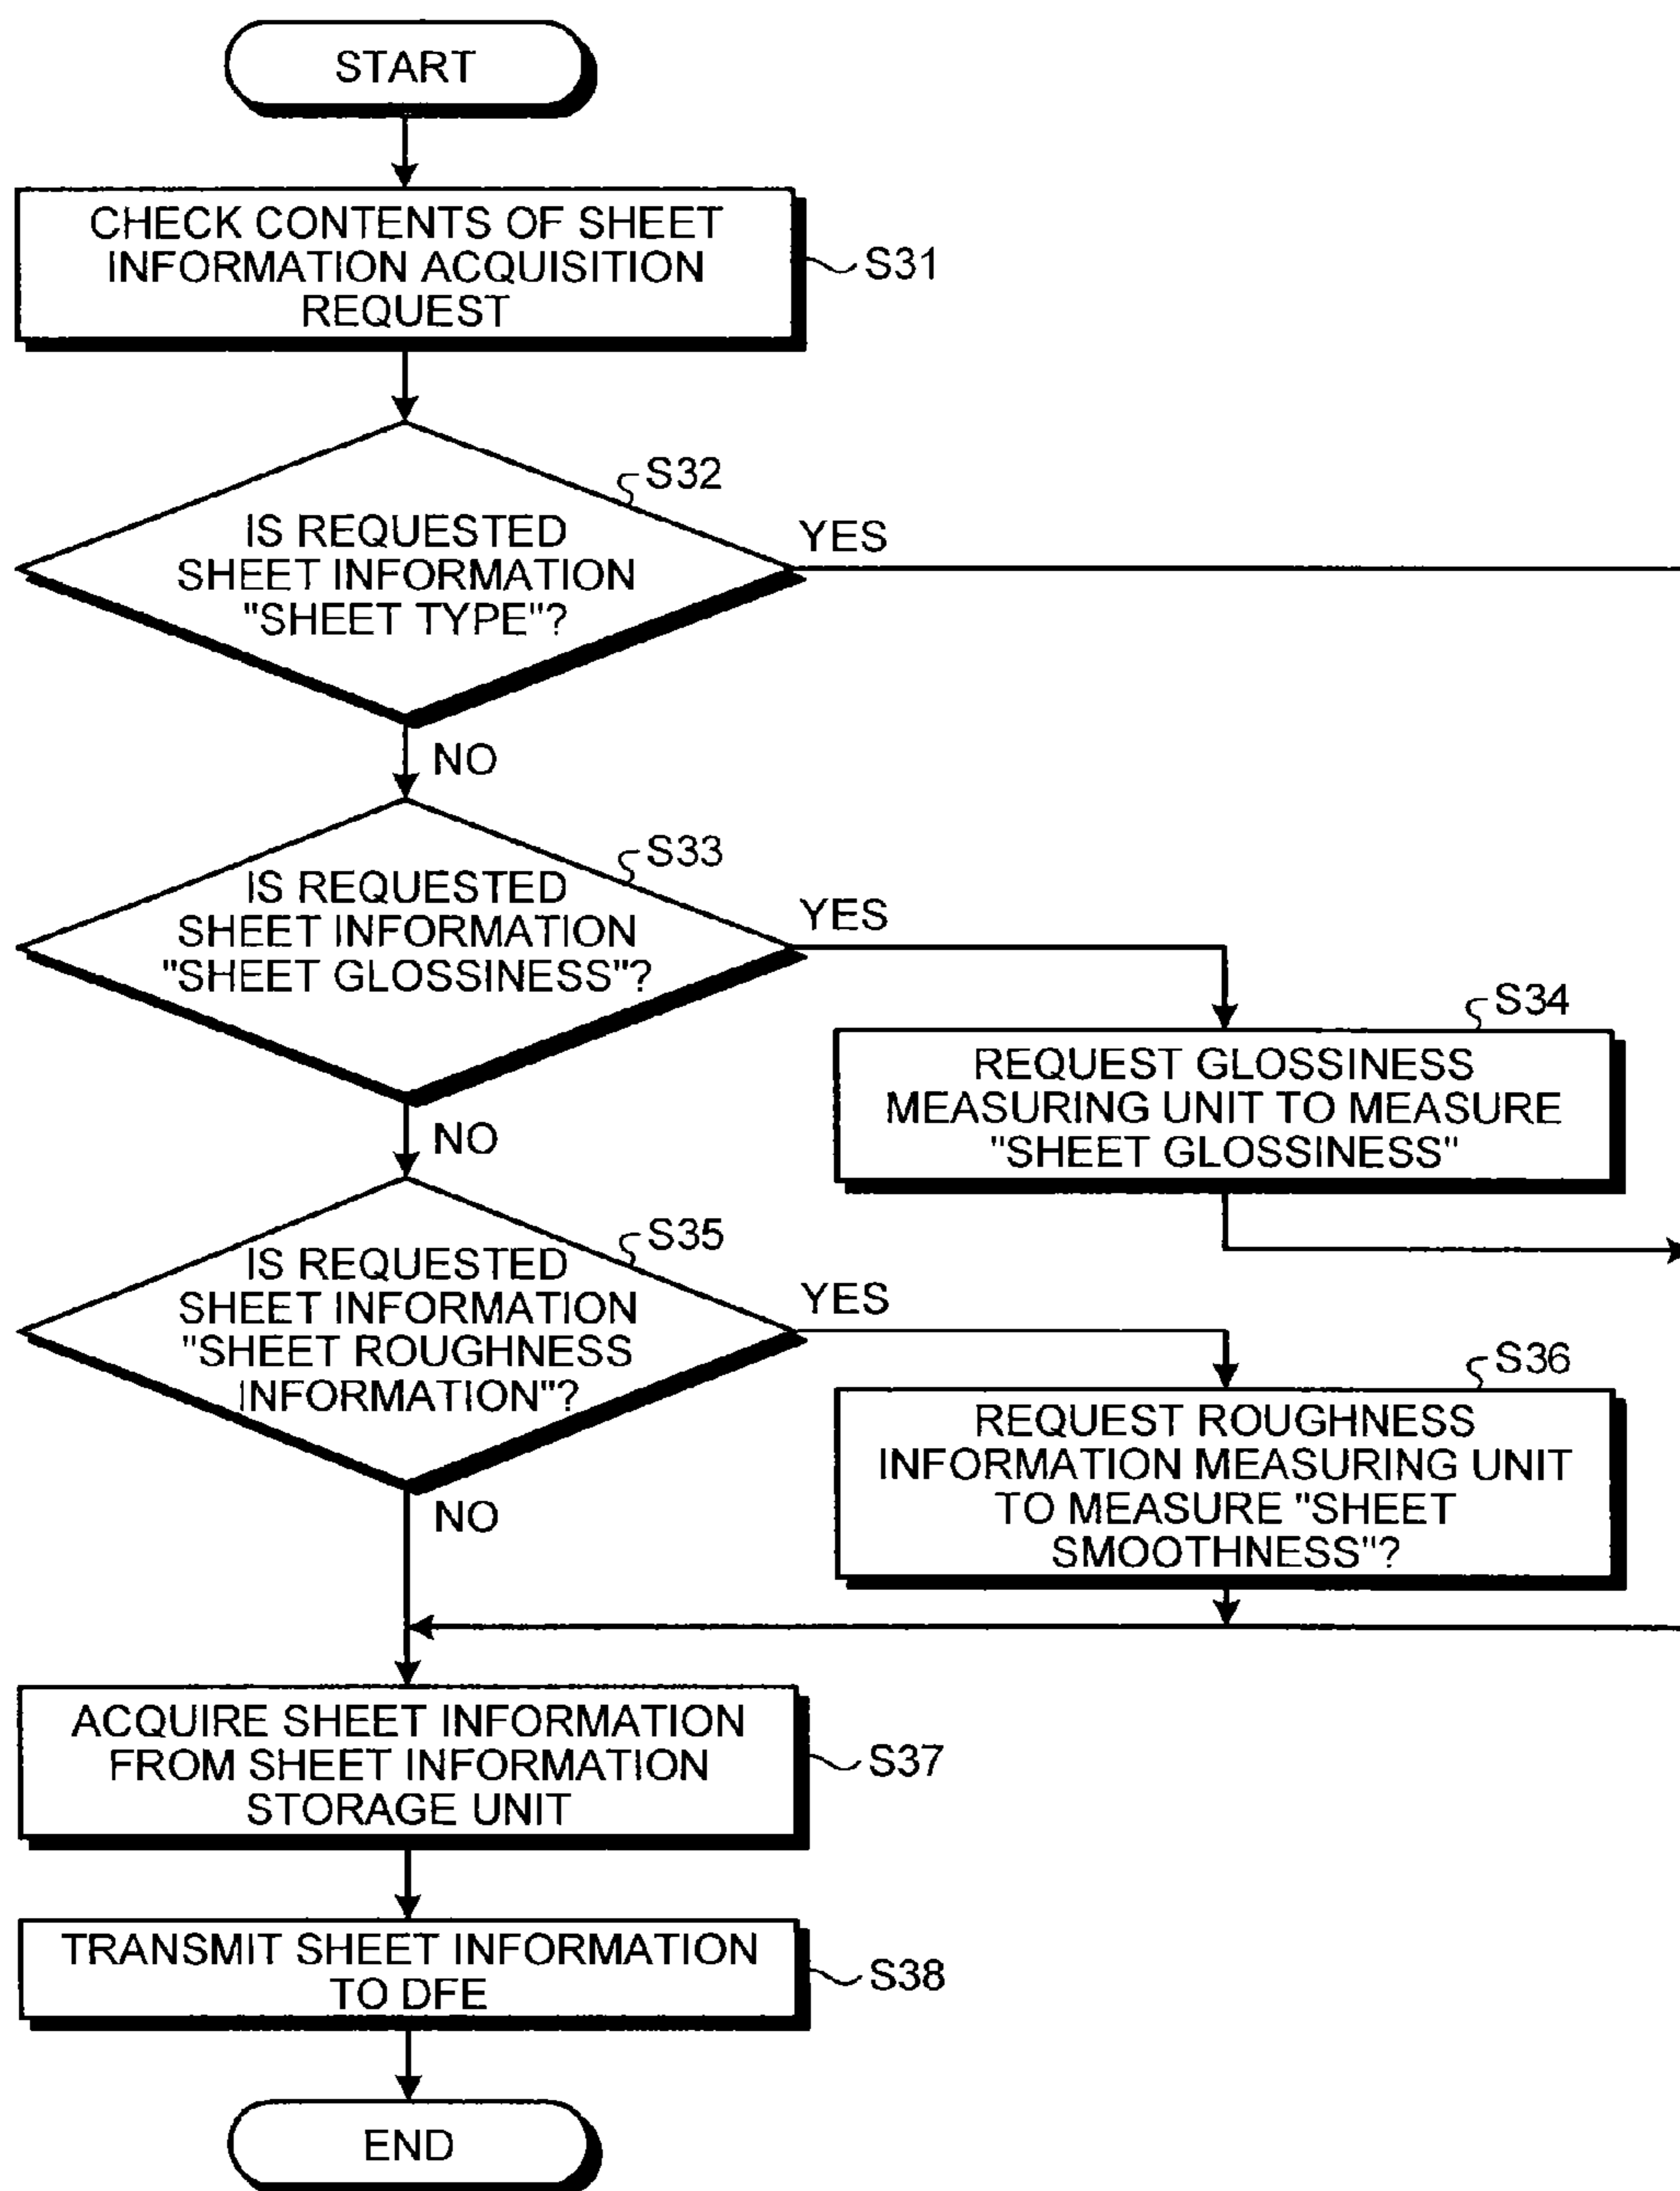 START
CHECK CONTENTS OF SHEET
INFORMATION ACQUISITION
REQUEST
S31
S32
IS REQUESTED
SHEET INFORMATION
"SHEET TYPE"?
YES
NO
S33
IS REQUESTED
SHEET INFORMATION
"SHEET GLOSSINESS"?
YES
S34
REQUEST GLOSSINESS
MEASURING UNIT TO MEASURE
"SHEET GLOSSINESS"
NO
S35
IS REQUESTED
SHEET INFORMATION
"SHEET ROUGHNESS
INFORMATION"?
YES
S36
REQUEST ROUGHNESS
INFORMATION MEASURING UNIT
TO MEASURE "SHEET
SMOOTHNESS"?
NO
ACQUIRE SHEET INFORMATION
FROM SHEET INFORMATION
STORAGE UNIT
S37
TRANSMIT SHEET INFORMATION
TO DFE
S38
END